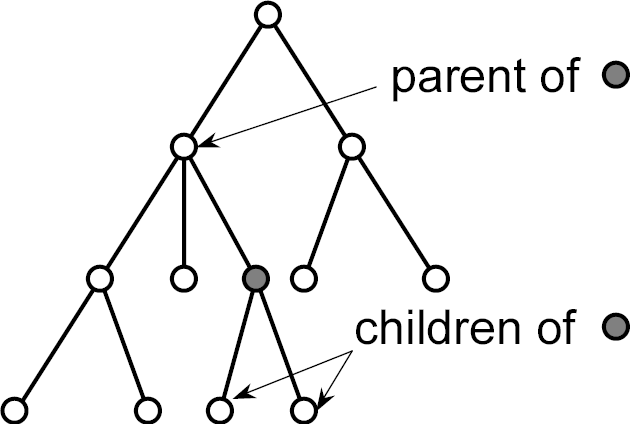 parent of
children of